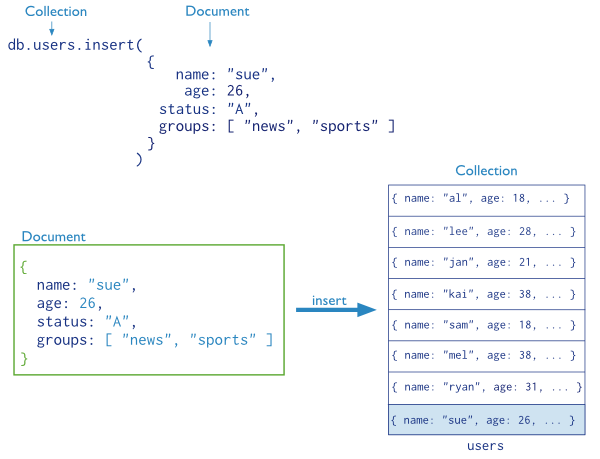 Collection
Document
db.users.insert(
{
name: "sue",
age: 26,
status: "A",
groups: [ "news", "sports" ]
}
)
Document
{
name: "sue",
age: 26,
status: "A",
groups: [ "news", "sports" ]
}
insert
Collection
{ name: "al", age: 18, ... }
{ name: "lee", age: 28, ... }
{ name: "jan", age: 21, ... }
{ name: "kai", age: 38, ... }
{ name: "sam", age: 18, ... }
{ name: "mel", age: 38, ... }
{ name: "ryan", age: 31, ... }
{ name: "sue", age: 26, ... }
users